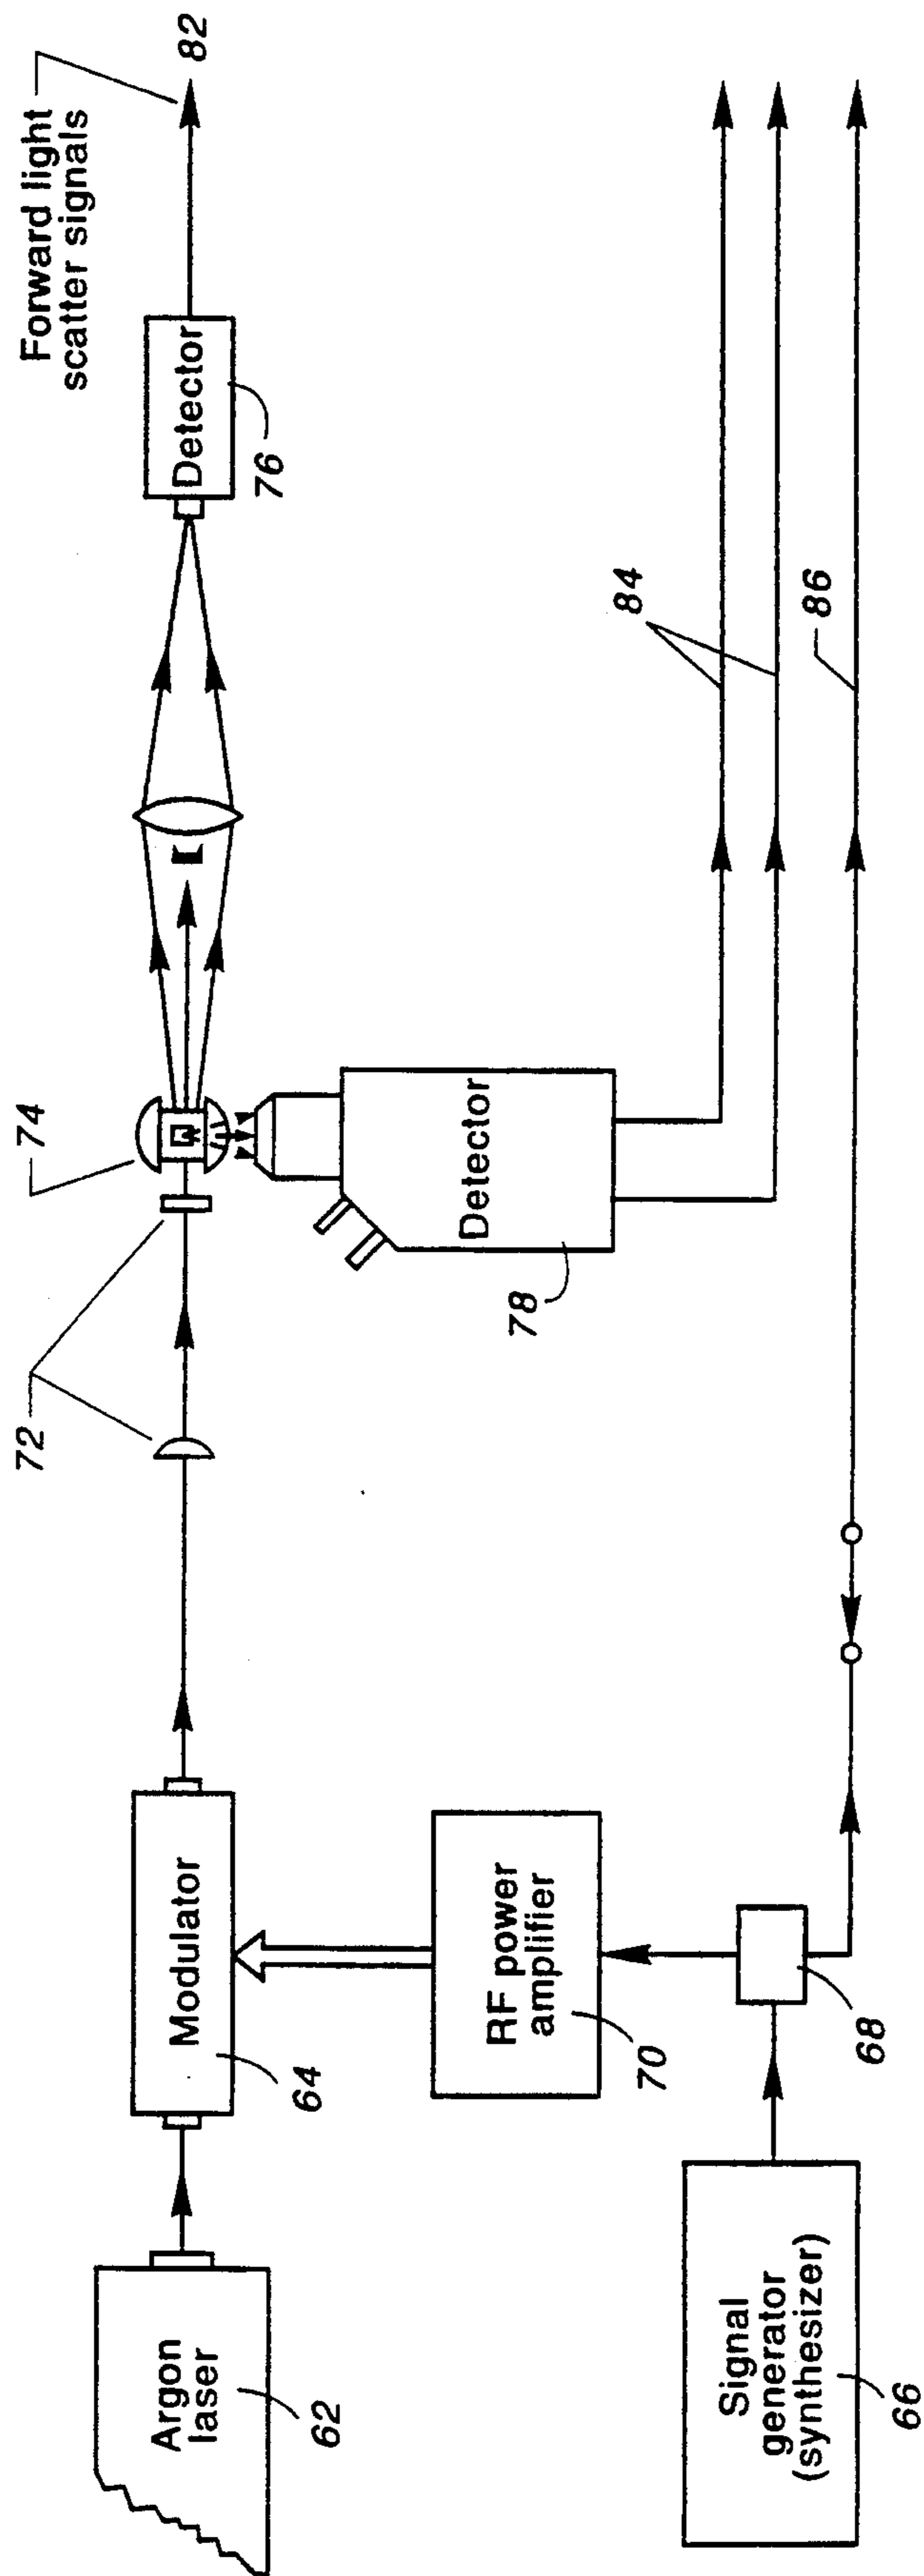 Forward light
scatter signals
82
Detector
76
74
72
84
86
Detector
78
Modulator
64
Argon
laser
62
RF power
amplifier
70
68
Signal
generator
(synthesizer)
66